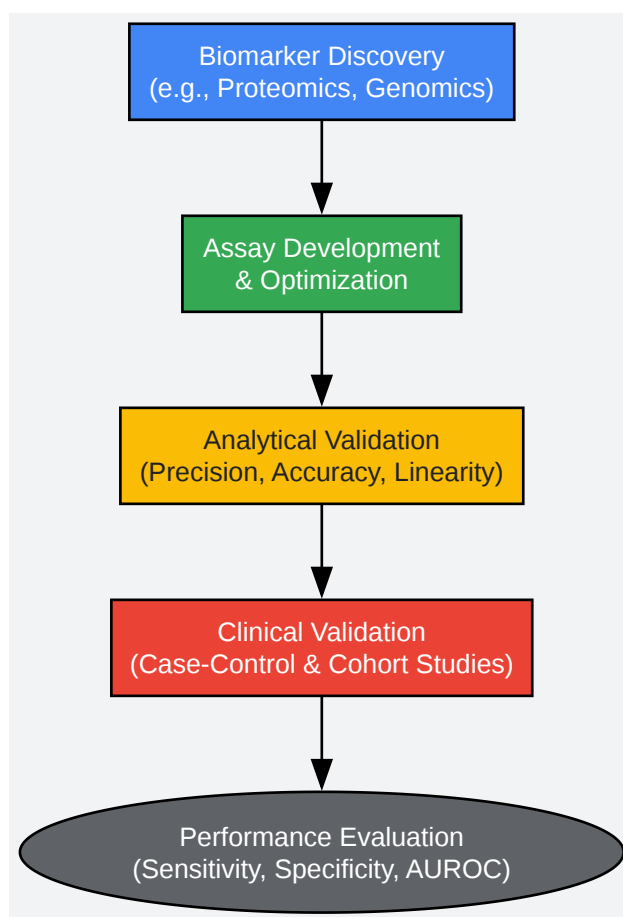 Biomarker Discovery
(e.g., Proteomics, Genomics)
Assay Development
& Optimization
Analytical Validation
(Precision, Accuracy, Linearity)
Clinical Validation
(Case-Control & Cohort Studies)
Performance Evaluation
(Sensitivity, Specificity, AUROC)